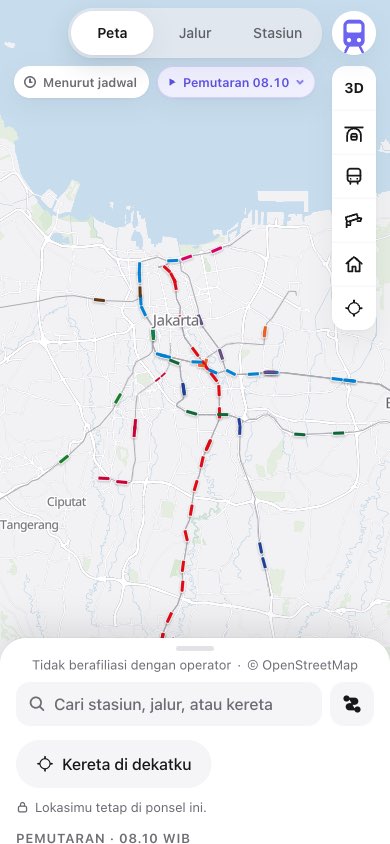 Peta
Jalur
Stasiun
Menurut jadwal
Pemutaran 08.10
3D
Jakarta
Ciputat
Tangerang
Tidak berafiliasi dengan operator · © OpenStreetMap
Cari stasiun, jalur, atau kereta
Kereta di dekatku
Lokasimu tetap di ponsel ini.
PEMUTARAN · 08.10 WIB